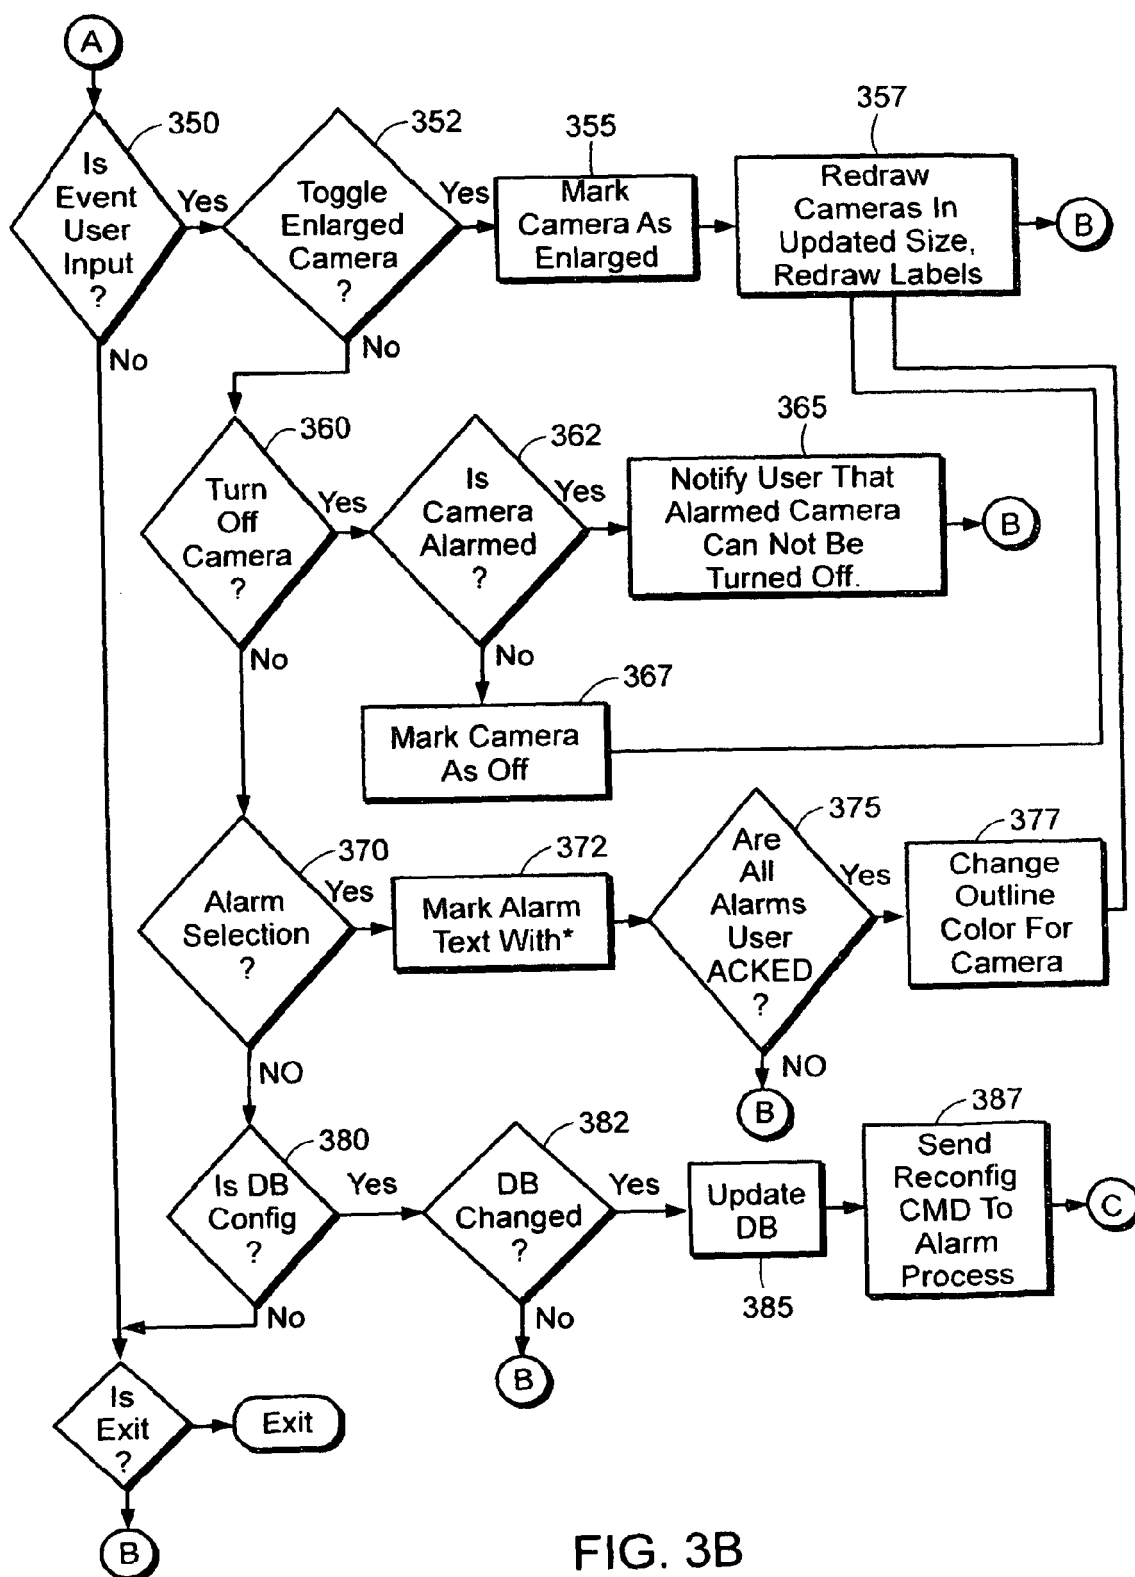 A
350
Is
Event
User
Input
?
Yes
No
352
Toggle
Enlarged
Camera
?
Yes
No
355
Mark
Camera As
Enlarged
357
Redraw
Cameras In
Updated Size,
Redraw Labels
B
360
Turn
Off
Camera
?
Yes
No
362
Is
Camera
Alarmed
?
Yes
No
365
Notify User That
Alarmed Camera
Can Not Be
Turned Off.
B
367
Mark Camera
As Off
370
Alarm
Selection
?
Yes
NO
372
Mark Alarm
Text With*
375
Are
All
Alarms
User
ACKED
?
Yes
NO
B
377
Change
Outline
Color For
Camera
380
Is DB
Config
?
Yes
No
382
DB
Changed
?
Yes
No
B
Update
DB
385
387
Send
Reconfig
CMD To
Alarm
Process
C
Is
Exit
?
Exit
B
FIG. 3B